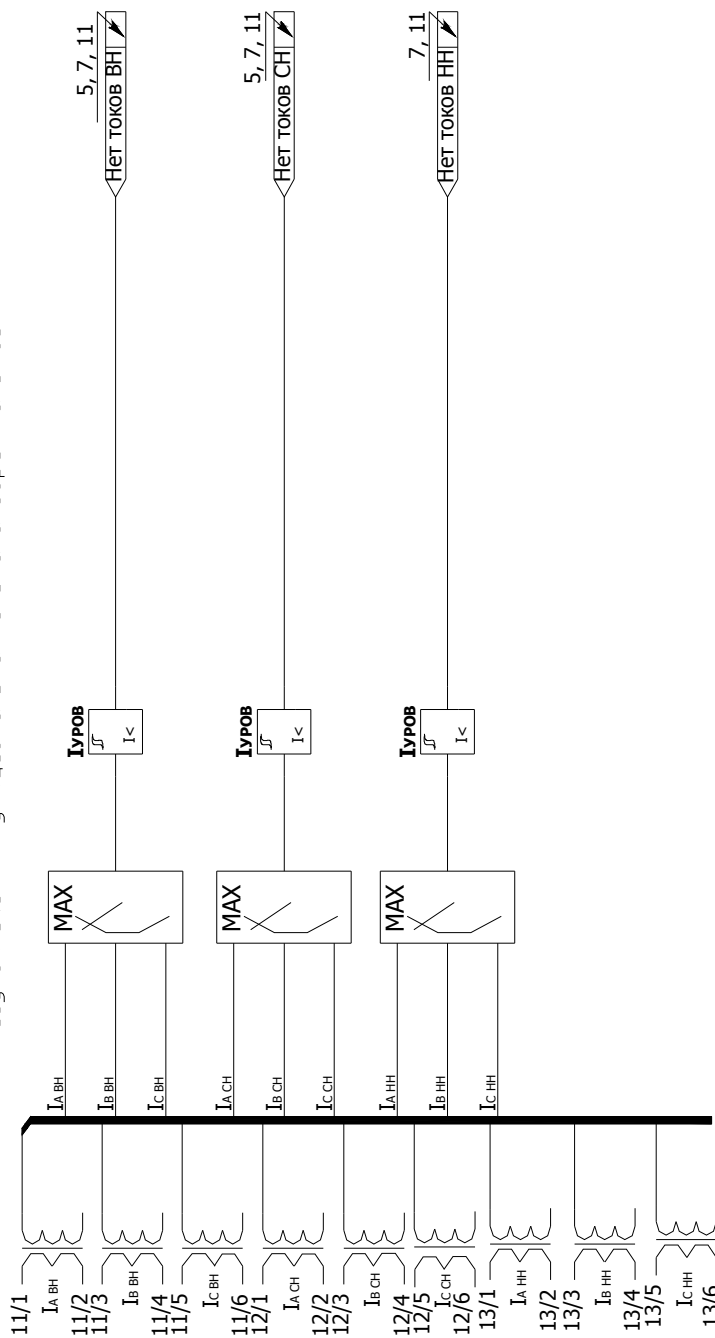 5, 7, 11
Нет токов ВН
5, 7, 11
Нет токов СН
7, 11
Нет токов НН
Iуров
I<
Iуров
I<
Iуров
I<
MAX
MAX
MAX
IA ВН
IB ВН
IC ВН
IA СН
IB СН
IC СН
IA НН
IB НН
IC НН
11/1
IA ВН
11/2
11/3
IB ВН
11/4
11/5
IC ВН
11/6
12/1
IA СН
12/2
12/3
IB СН
12/4
12/5
IC СН
12/6
13/1
IA НН
13/2
13/3
IB НН
13/4
13/5
IC НН
13/6